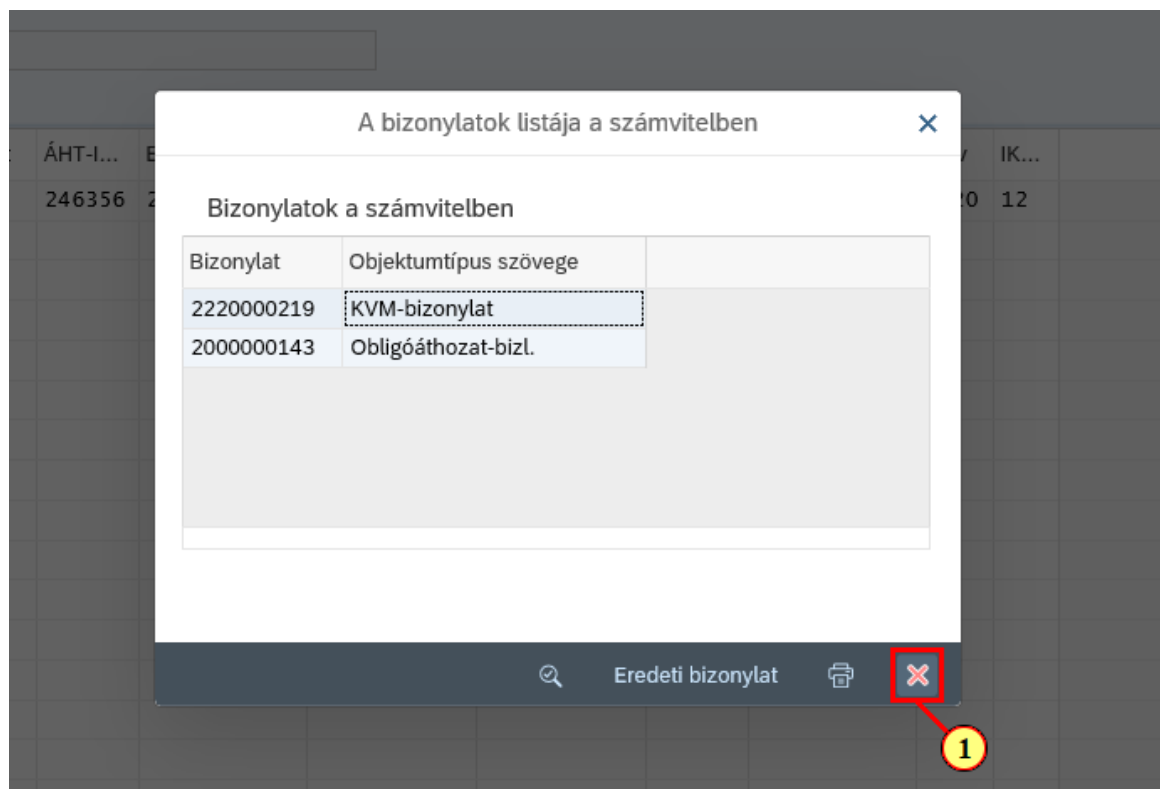 A bizonylatok listája a számvitelben
ÁHT-I... IK...
246356 12
Bizonylatok a számvitelben
Bizonylat Objektumtípus szövege
2220000219 KVM-bizonylat
2000000143 Obligóáthozat-bizl.
Eredeti bizonylat
1